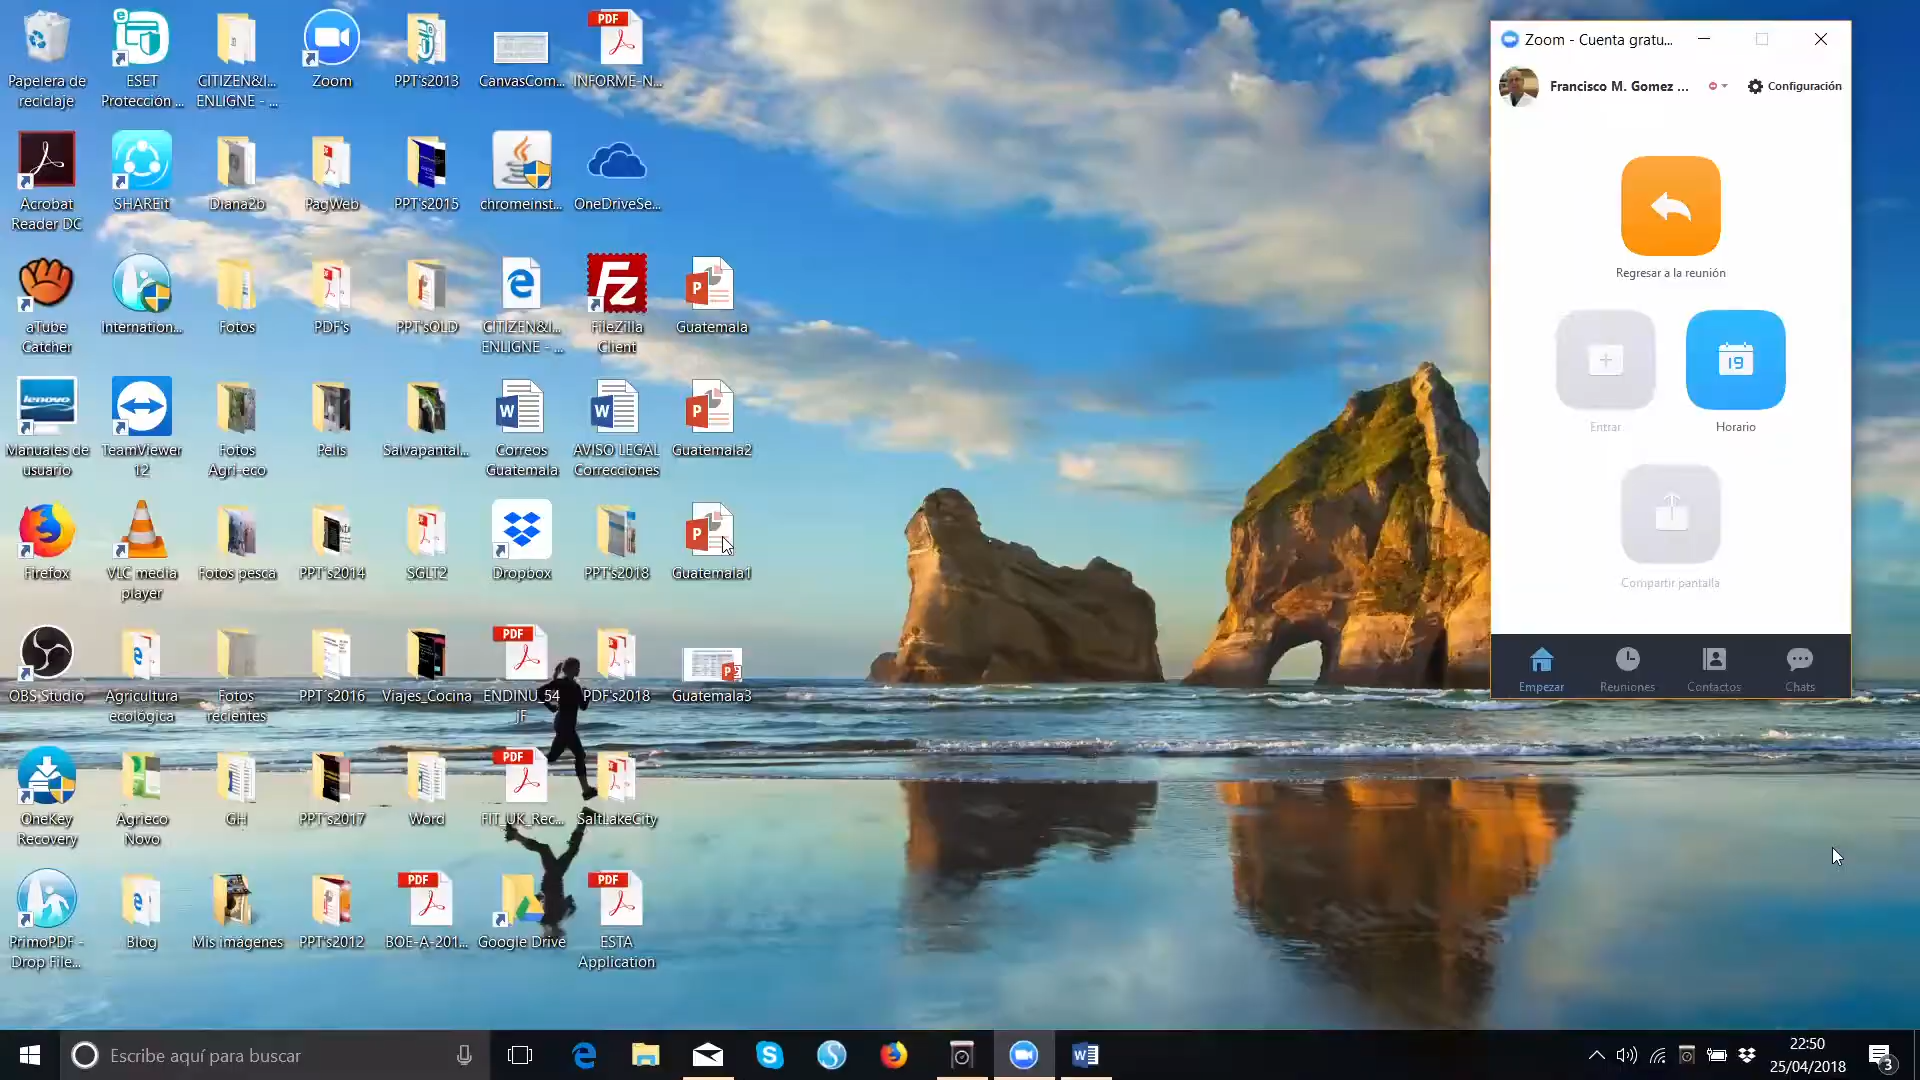 Papelera de
reciclaje
ESET
Protección ...
CITIZEN&I...
ENLIGNE - ...
Zoom
PPT's2013
CanvasCom...
PDF
INFORME-N...
Acrobat
Reader DC
SHAREit
Diana2b
PagWeb
PPT's2015
chromeinst...
OneDriveSe...
aTube
Catcher
Internation...
Fotos
PDF's
PPT'sOLD
CITIZEN&I...
ENLIGNE - ...
FileZilla
Client
Guatemala
lenovo
Manuales de
usuario
TeamViewer
12
Fotos
Agri-eco
Pelis
Salvapantal...
Correos
Guatemala
AVISO LEGAL
Correcciones
Guatemala2
Firefox
VLC media
player
Fotos pesca
PPT's2014
SGLT2
Dropbox
PPT's2018
Guatemala1
OBS Studio
Agricultura
ecológica
Fotos
recientes
PPT´s2016
Viajes_Cocina
PDF
ENDINU_54
jF
PDF's2018
Guatemala3
OneKey
Recovery
Agrieco
Novo
GH
PPT's2017
Word
PDF
FIT_UK_Rec...
SaltLakeCity
PrimoPDF -
Drop File...
Blog
Mis imágenes
PPT's2012
PDF
BOE-A-201...
Google Drive
PDF
ESTA
Application
Zoom - Cuenta gratu...
Francisco M. Gomez ...
Configuración
Regresar a la reunión
Entrar
19
Horario
Compartir pantalla
Empezar
Reuniones
Contactos
Chats
Escribe aquí para buscar
22:50
25/04/2018
3